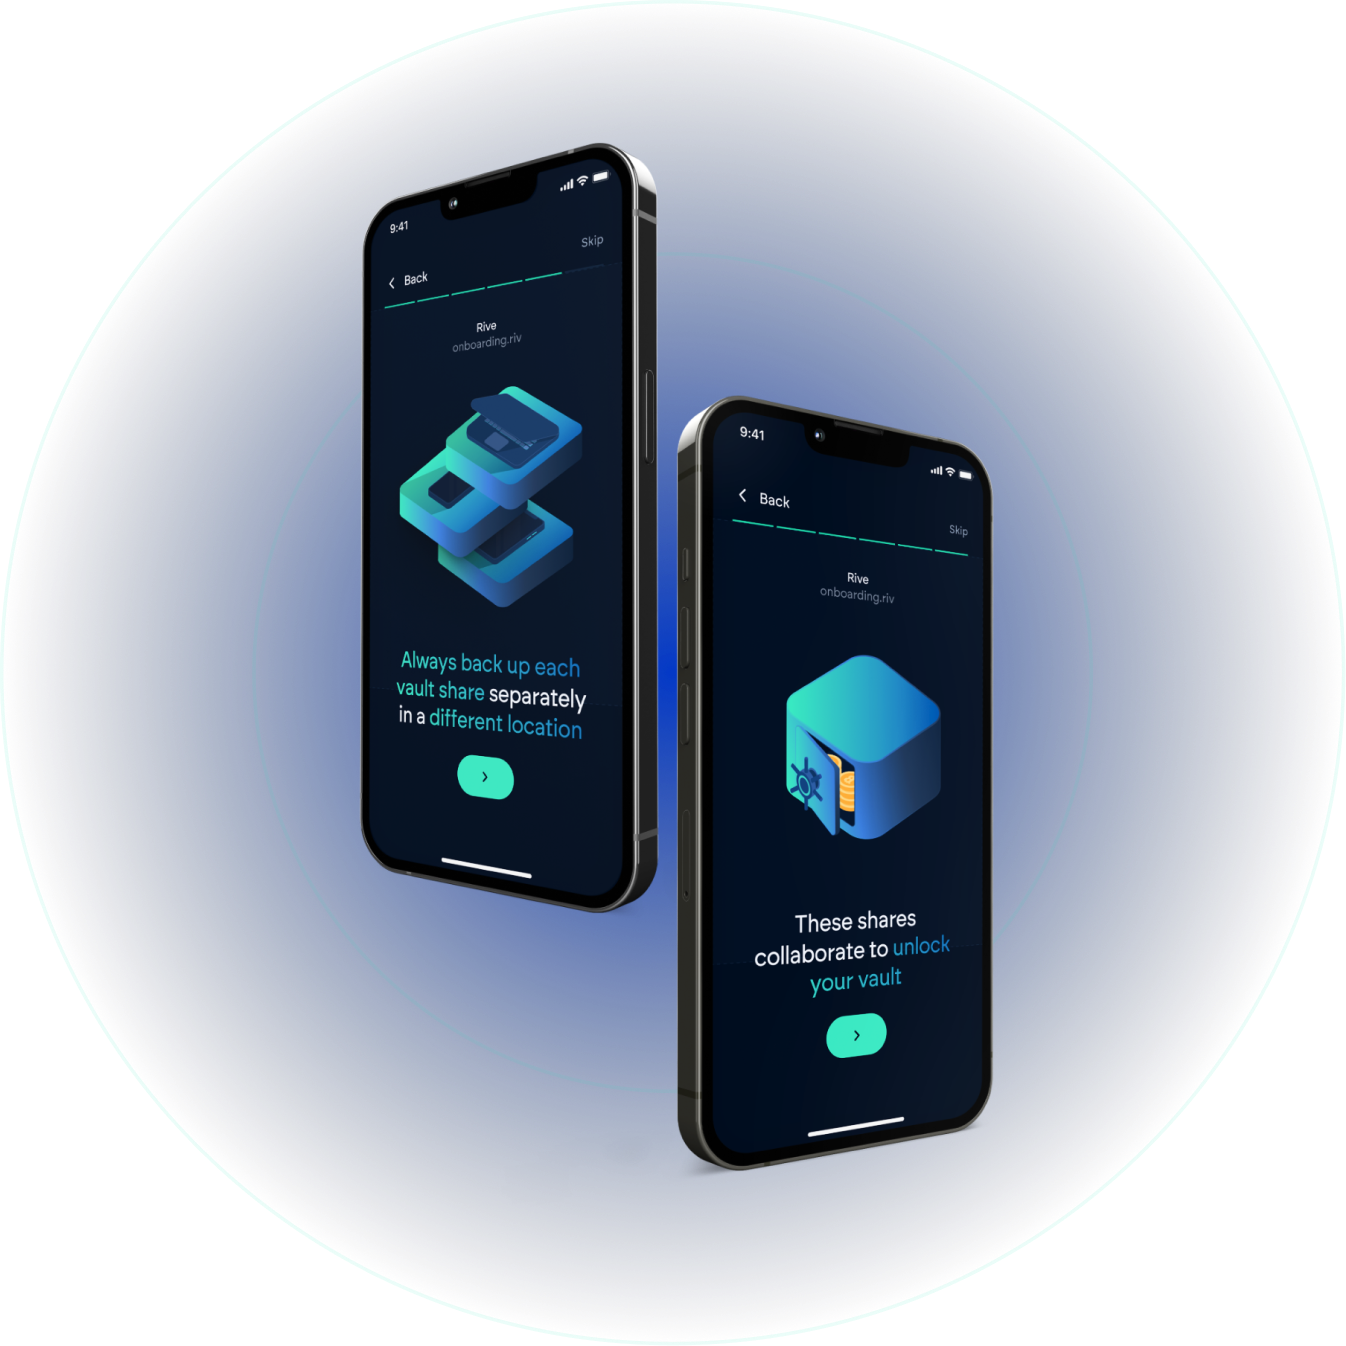 9:41
Skip
Back
Rive
onboarding.riv
Always back up each
vault share separately
in a different location
9:41
Back
Skip
Rive
onboarding.riv
These shares
collaborate to unlock
your vault